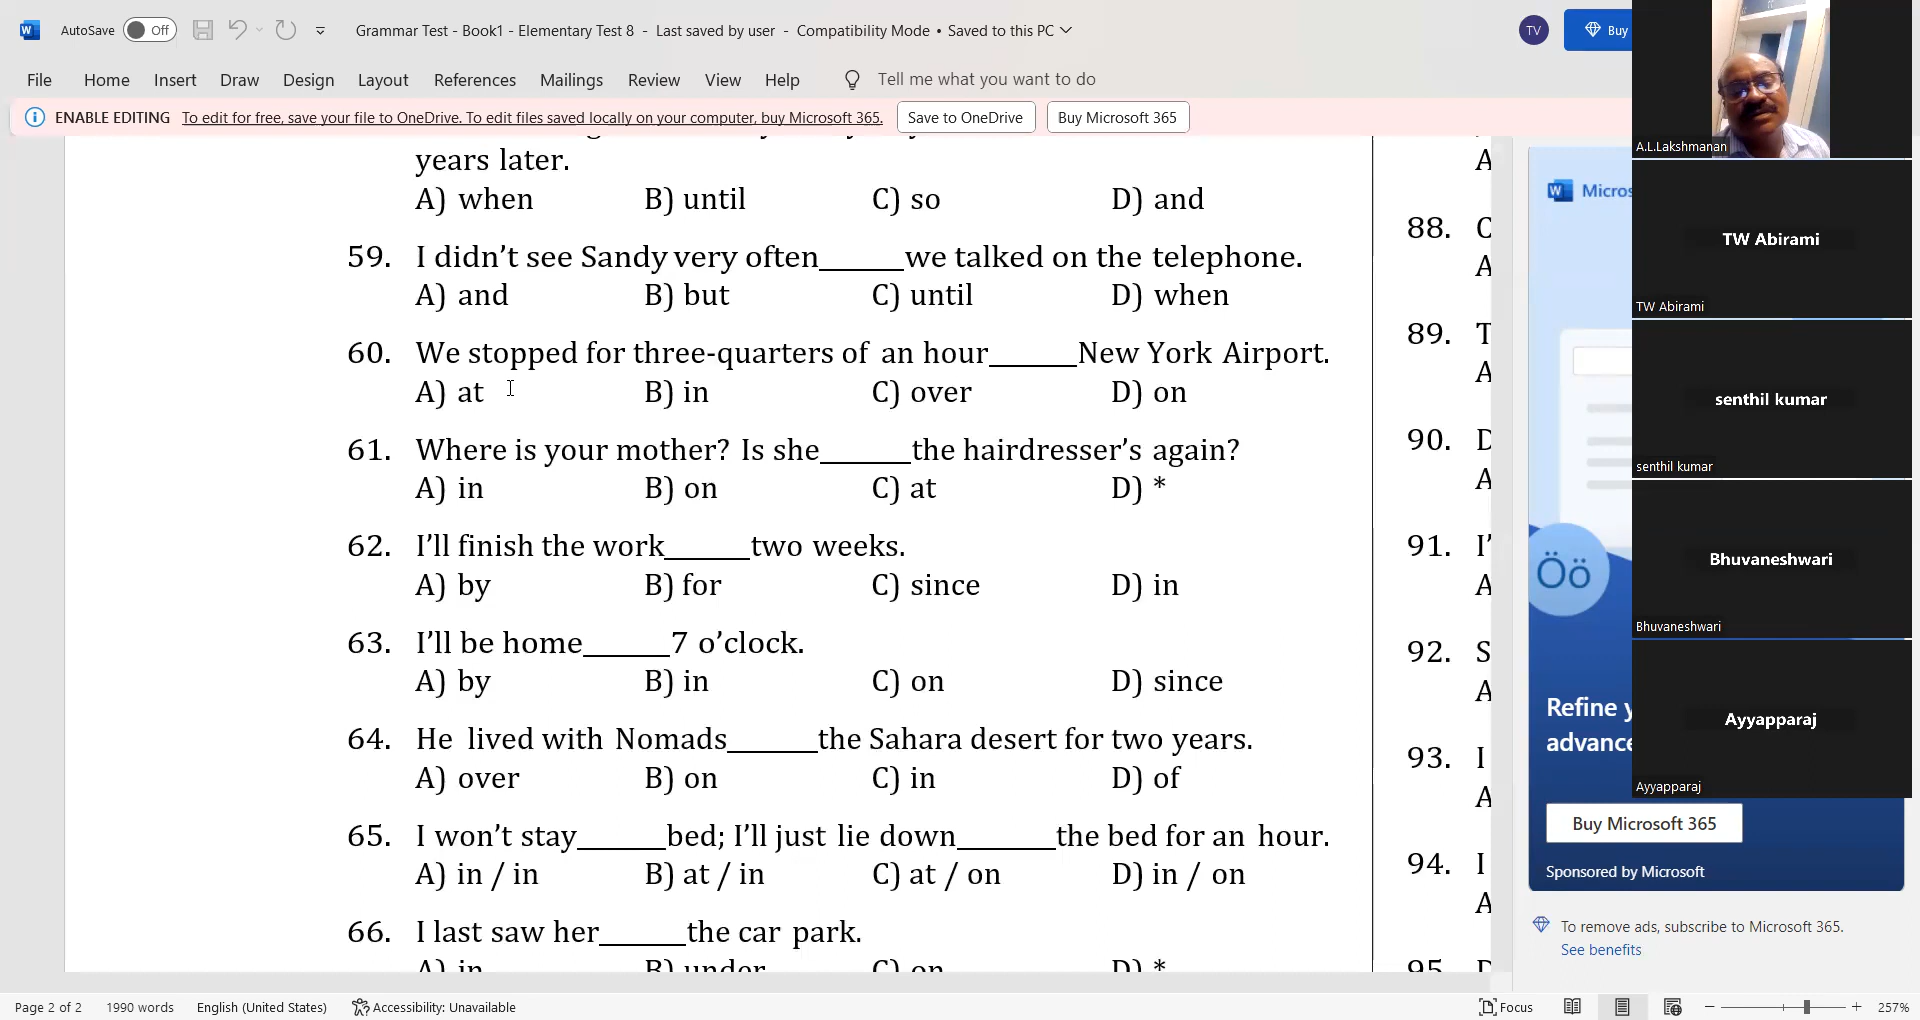 AutoSave Off
Grammar Test - Book1 - Elementary Test 8 - Last saved by user - Compatibility Mode • Saved to this PC
TV
Buy
File Home Insert Draw Design Layout References Mailings Review View Help Tell me what you want to do
ENABLE EDITING To edit for free, save your file to OneDrive. To edit files saved locally on your computer, buy Microsoft 365. Save to OneDrive Buy Microsoft 365
years later.
A) when B) until C) so D) and
59. I didn’t see Sandy very often______we talked on the telephone.
A) and B) but C) until D) when
60. We stopped for three-quarters of an hour______New York Airport.
A) at B) in C) over D) on
61. Where is your mother? Is she______the hairdresser’s again?
A) in B) on C) at D) *
62. I’ll finish the work______two weeks.
A) by B) for C) since D) in
63. I’ll be home______7 o’clock.
A) by B) in C) on D) since
64. He lived with Nomads______the Sahara desert for two years.
A) over B) on C) in D) of
65. I won’t stay______bed; I’ll just lie down______the bed for an hour.
A) in / in B) at / in C) at / on D) in / on
66. I last saw her______the car park.
A) in B) under C) on D) *
A
88. C
A
89. T
A
90. D
A
91. I’
A
92. S
A
93. I
A
94. I
A
95.
Öö
Buy Microsoft 365
Sponsored by Microsoft
To remove ads, subscribe to Microsoft 365.
See benefits
A.L.Lakshmanan
TW Abirami
TW Abirami
senthil kumar
senthil kumar
Bhuvaneshwari
Bhuvaneshwari
Ayyapparaj
Ayyapparaj
Page 2 of 2 1990 words English (United States) Accessibility: Unavailable
Focus 257%